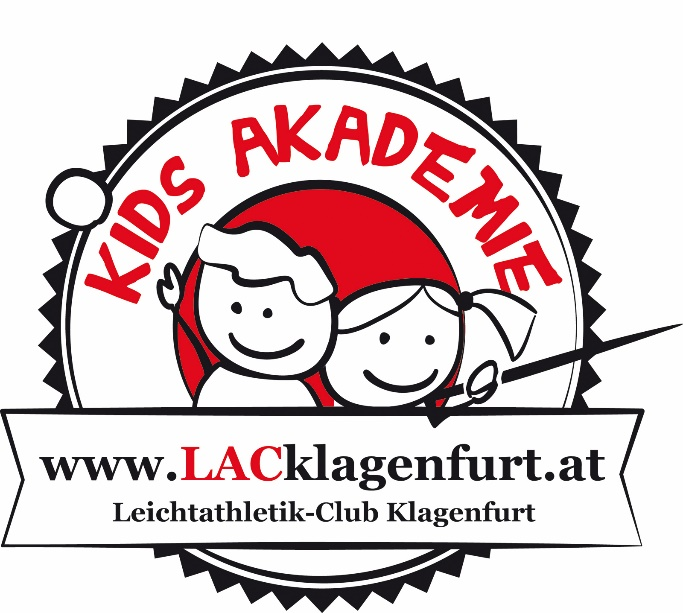 KIDS AKADEMIE
www.LACklagenfurt.at
Leichtathletik-Club Klagenfurt